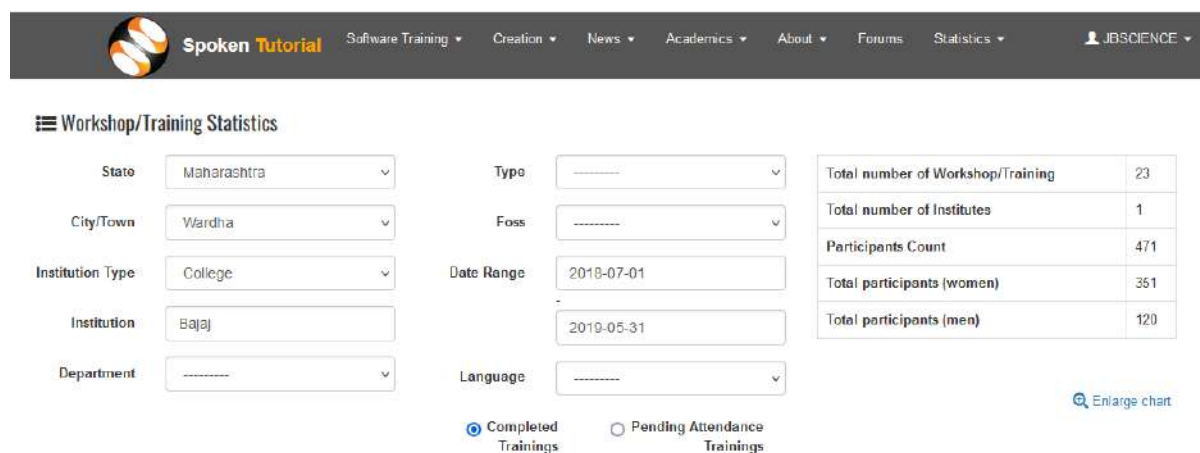 Spoken Tutorial Software Training Creation News Academics About Forums Statistics JBSCIENCE
Workshop/Training Statistics
State Maharashtra
City/Town Wardha
Institution Type College
Institution Bajaj
Department ---------
Type ---------
Foss ---------
Date Range 2018-07-01
-
2019-05-31
Language ---------
Completed Trainings
Pending Attendance Trainings
Total number of Workshop/Training 23
Total number of Institutes 1
Participants Count 471
Total participants (women) 351
Total participants (men) 120
Enlarge chart